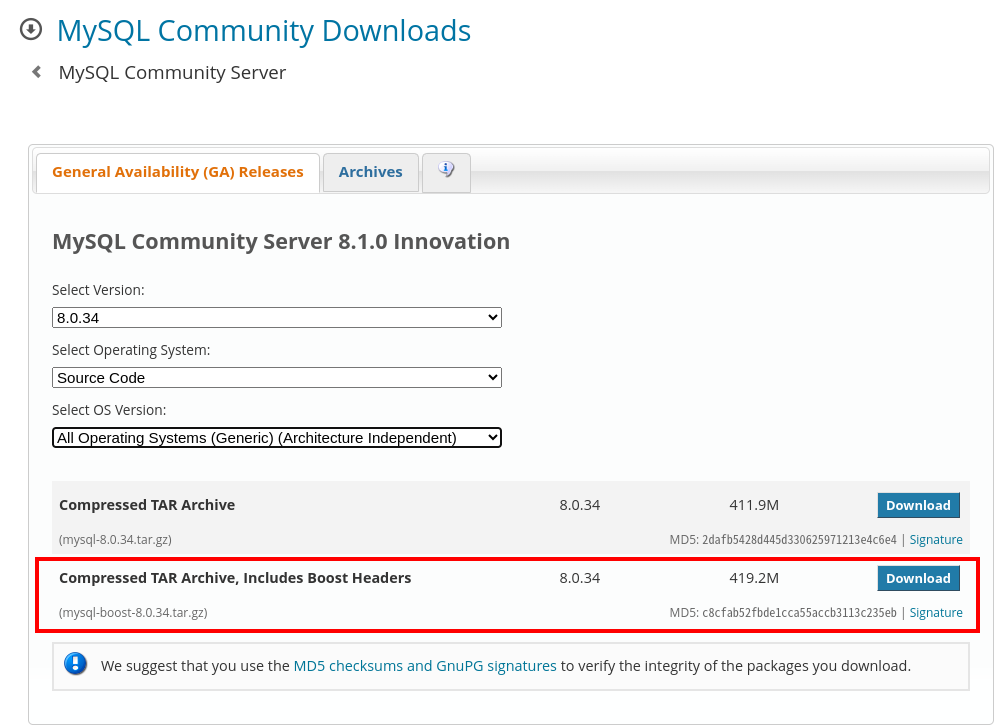 MySQL Community Downloads
MySQL Community Server
General Availability (GA) Releases Archives
MySQL Community Server 8.1.0 Innovation
Select Version:
8.0.34
Select Operating System:
Source Code
Select OS Version:
All Operating Systems (Generic) (Architecture Independent)
Compressed TAR Archive 8.0.34 411.9M Download
(mysql-8.0.34.tar.gz) MD5: 2dafb5428d445d330625971213e4c6e4 | Signature
Compressed TAR Archive, Includes Boost Headers 8.0.34 419.2M Download
(mysql-boost-8.0.34.tar.gz) MD5: c8cfab52fbde1cca55accb3113c235eb | Signature
We suggest that you use the MD5 checksums and GnuPG signatures to verify the integrity of the packages you download.